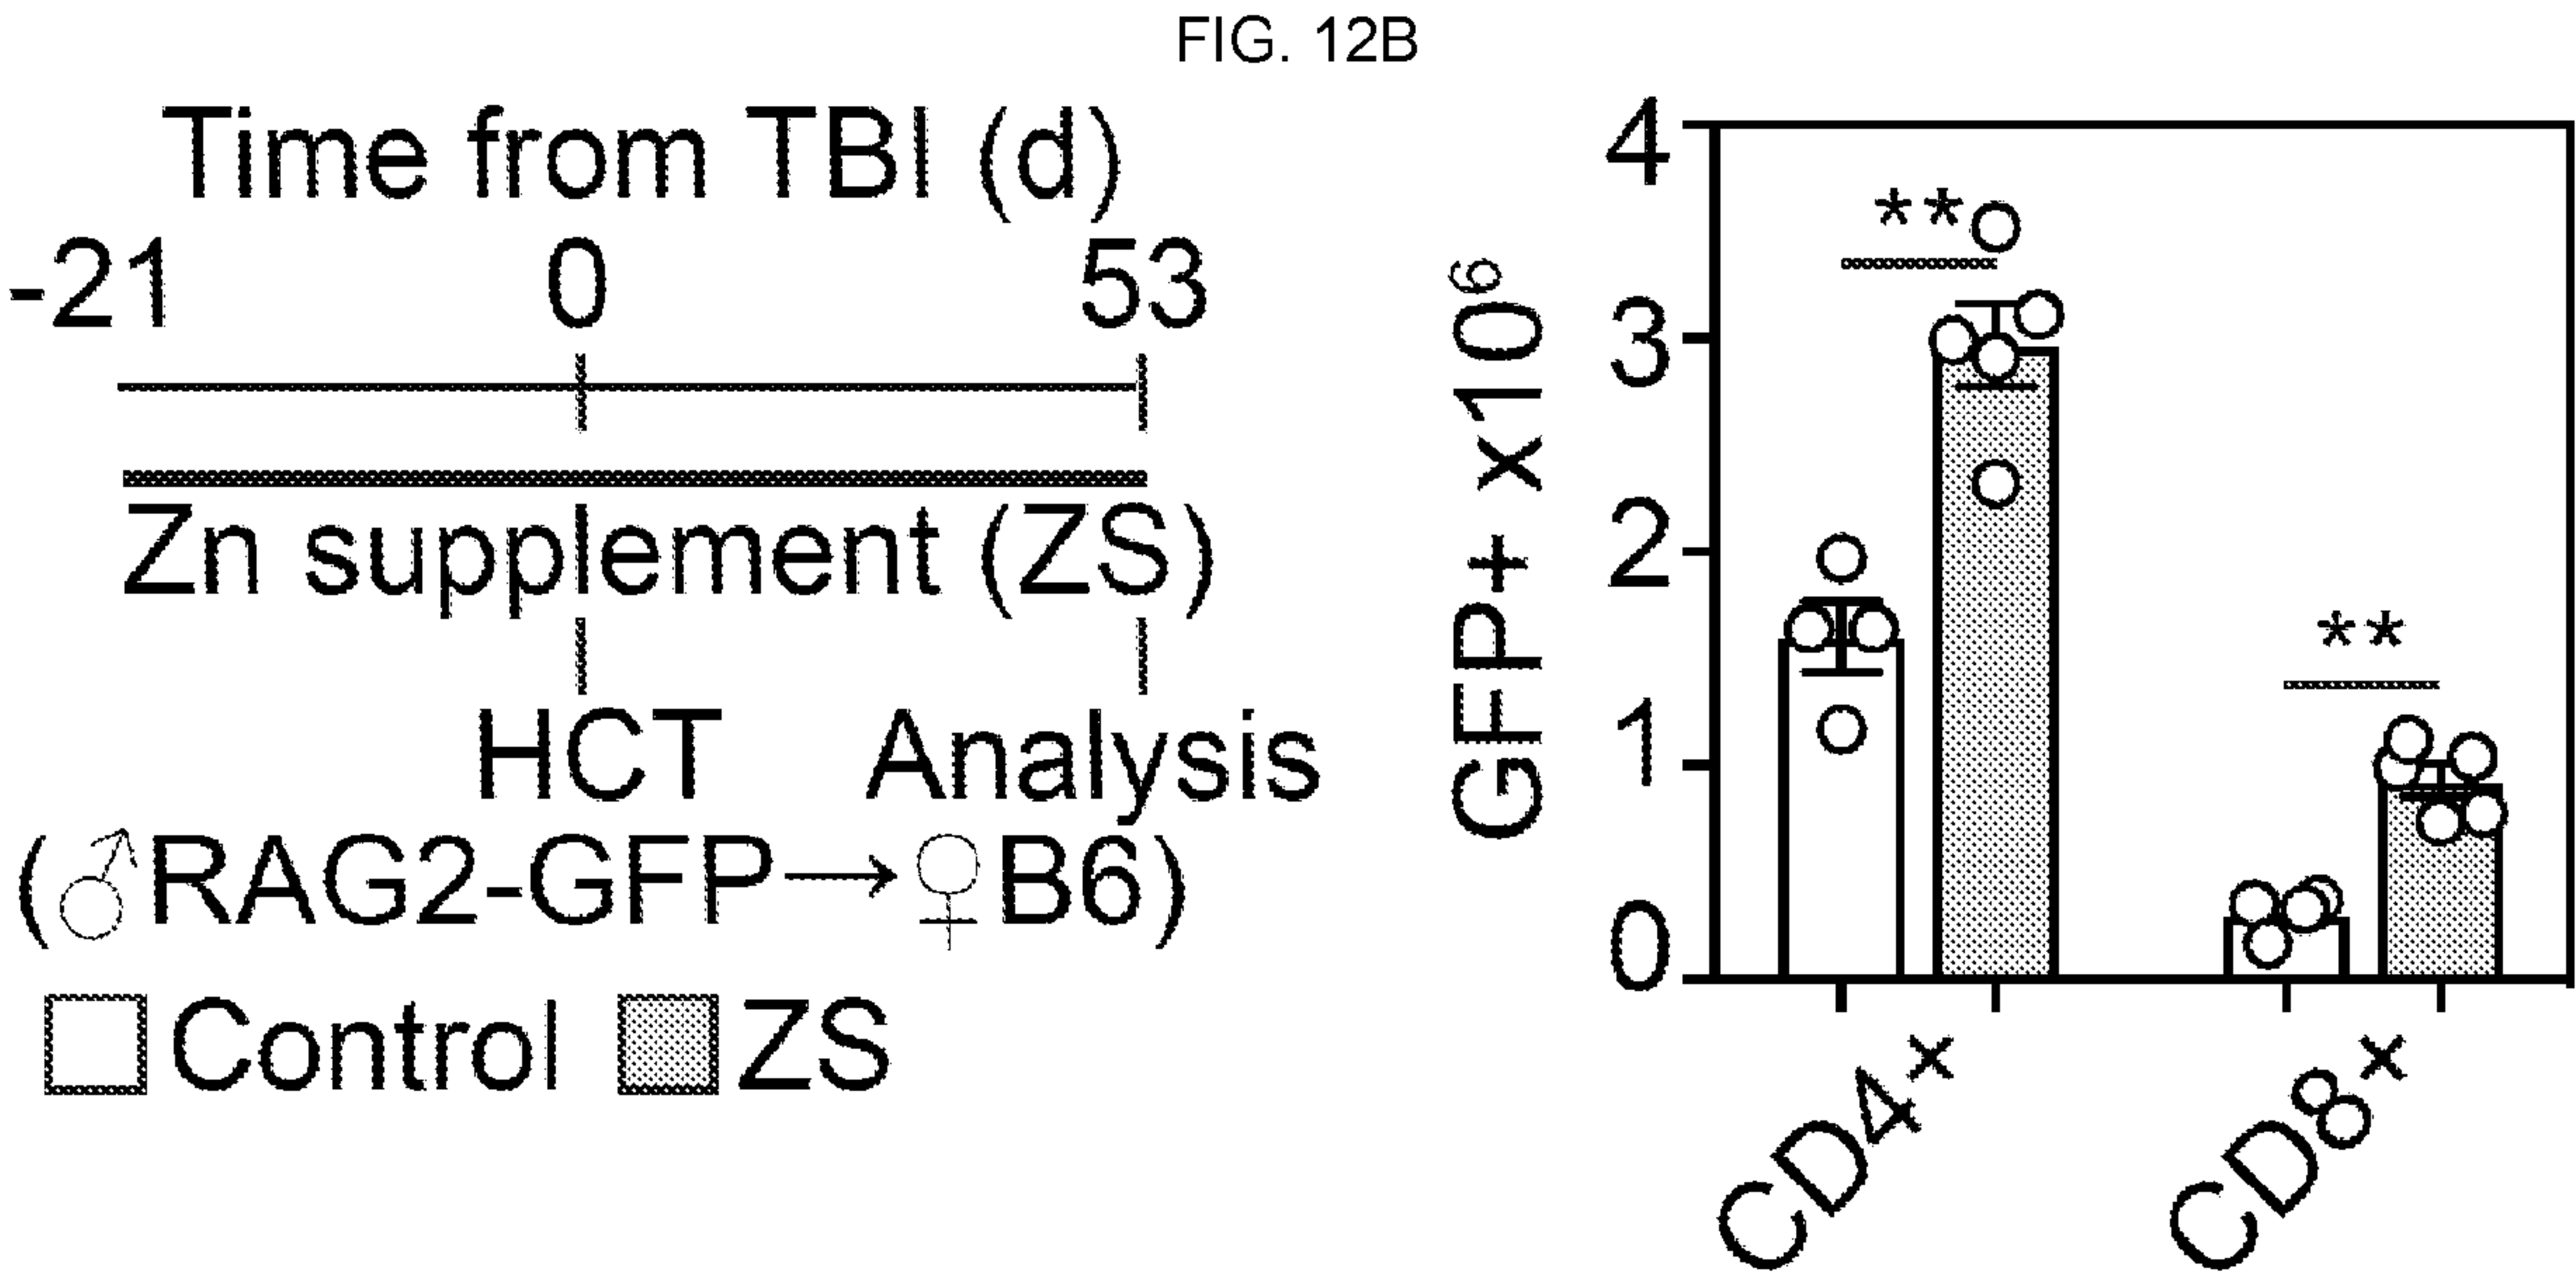 FIG. 12B
Time from TBI (d)
-21 0 53
Zn supplement (ZS)
HCT Analysis
(♂RAG2-GFP→♀B6)
Control ZS
GFP+ x10⁶
4
3
2
1
0
**
**
CD4⁺
CD8⁺